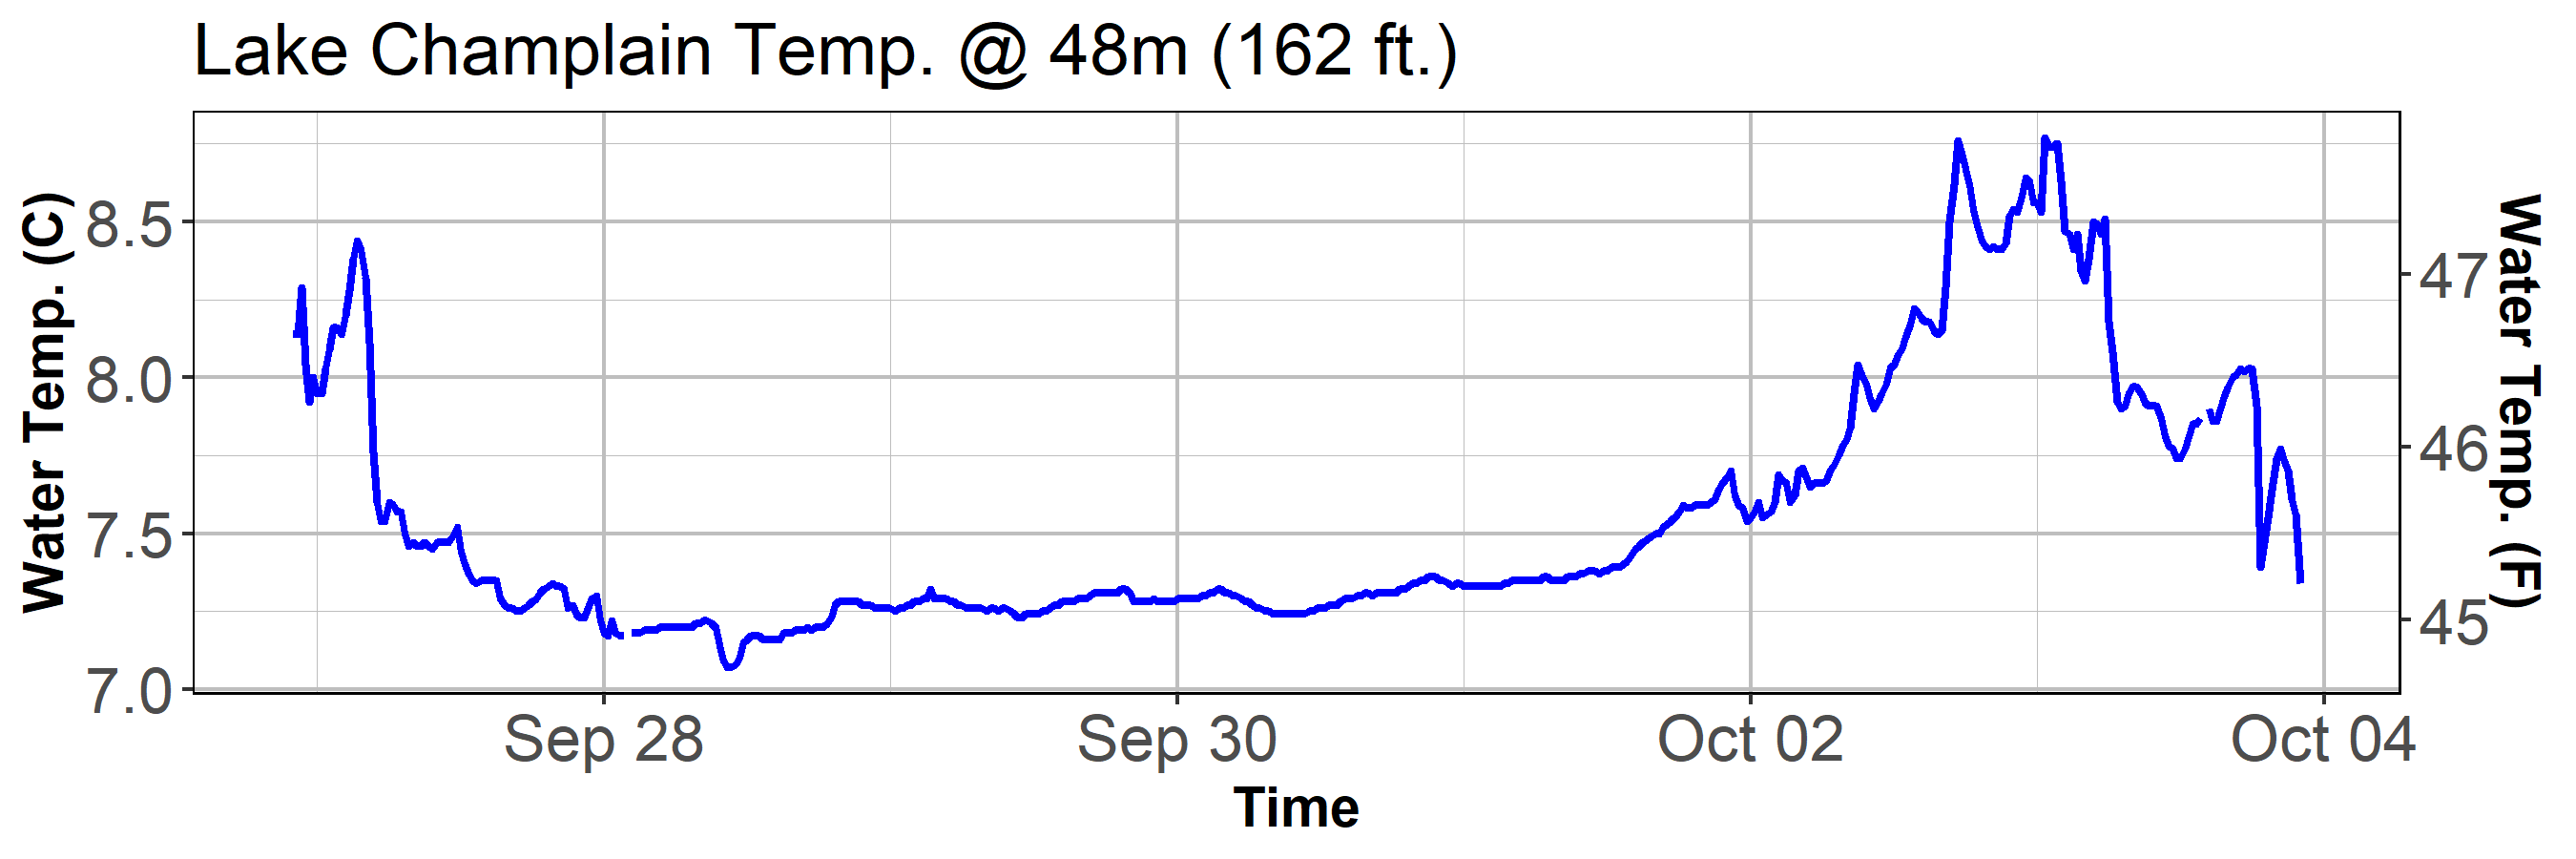 Lake Champlain Temp. @ 48m (162 ft.)
Water Temp. (C)
8.5
8.0
7.5
7.0
47
46
45
Water Temp. (F)
Sep 28 Sep 30 Oct 02 Oct 04
Time